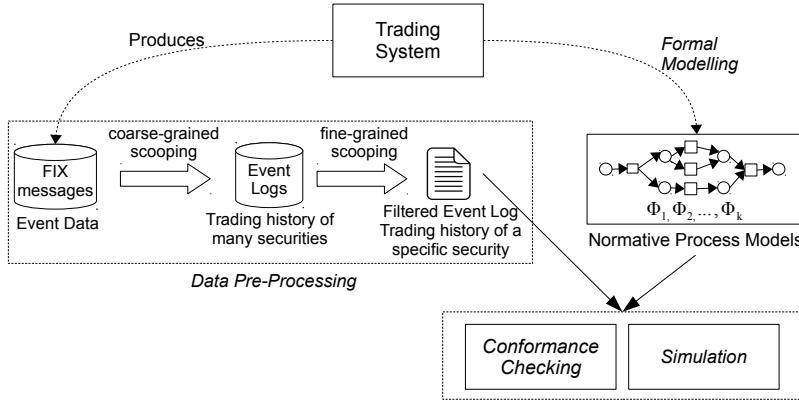 Trading
System
Produces
Formal
Modelling
coarse-grained
scooping
fine-grained
scooping
FIX
messages
Event
Logs
Event Data
Trading history of
many securities
Filtered Event Log
Trading history of a
specific security
Φ1, Φ2, ..., Φk
Normative Process Models
Data Pre-Processing
Conformance
Checking
Simulation